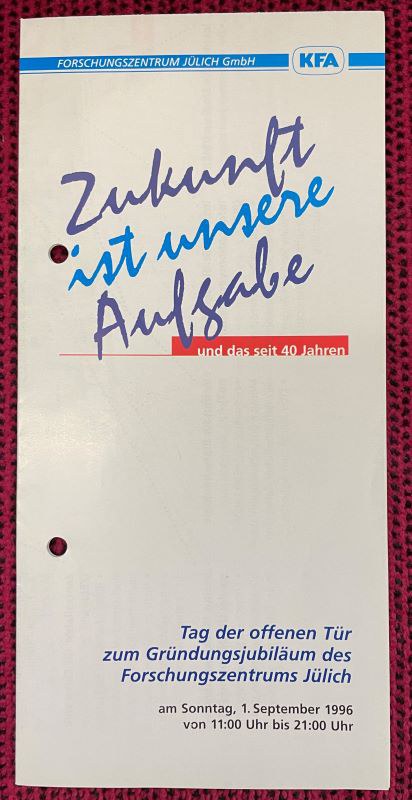 FORSCHUNGSZENTRUM JÜLICH GmbH KFA
Zukunft
ist unsere
Aufgabe
und das seit 40 Jahren
Tag der offenen Tür
zum Gründungsjubiläum des
Forschungszentrums Jülich
am Sonntag, 1. September 1996
von 11:00 Uhr bis 21:00 Uhr